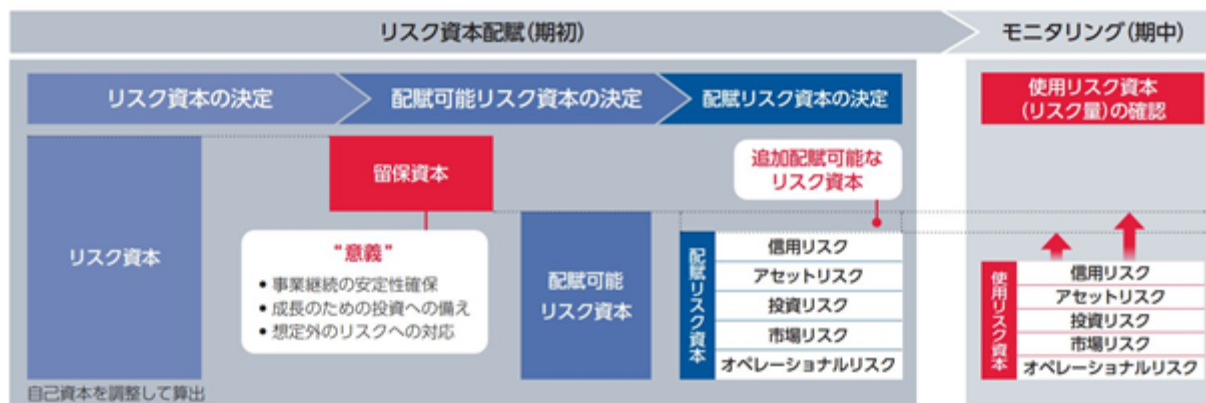 リスク資本配賦(期初)
モニタリング(期中)
リスク資本の決定
配賦可能リスク資本の決定
配賦リスク資本の決定
使用リスク資本
(リスク量)の確認
リスク資本
自己資本を調整して算出
留保資本
"意義"
• 事業継続の安定性確保
• 成長のための投資への備え
• 想定外のリスクへの対応
配賦可能
リスク資本
追加配賦可能な
リスク資本
配賦リスク資本
信用リスク
アセットリスク
投資リスク
市場リスク
オペレーショナルリスク
使用リスク資本
信用リスク
アセットリスク
投資リスク
市場リスク
オペレーショナルリスク